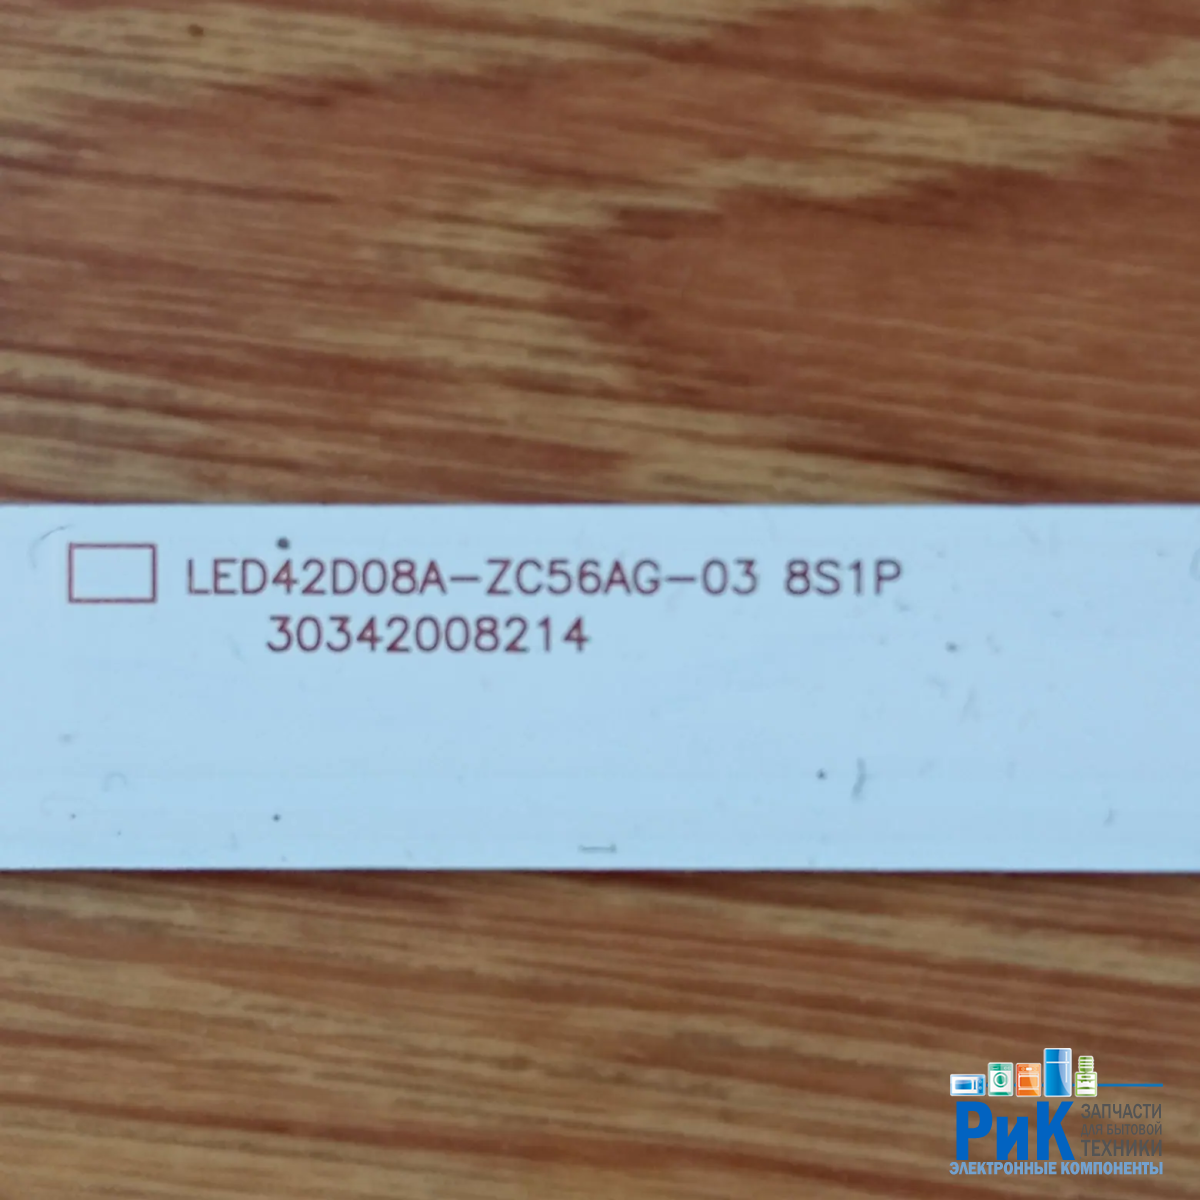 LED42D08A-ZC56AG-03 8S1P
30342008214
РиК
ЗАПЧАСТИ
ДЛЯ БЫТОВОЙ
ТЕХНИКИ
ЭЛЕКТРОННЫЕ КОМПОНЕНТЫ